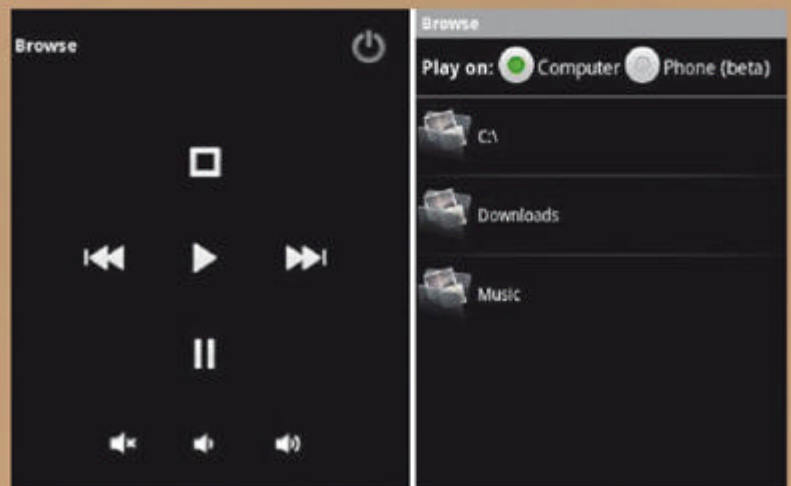 Browse
Browse
Play on: Computer Phone (beta)
C:\
Downloads
Music